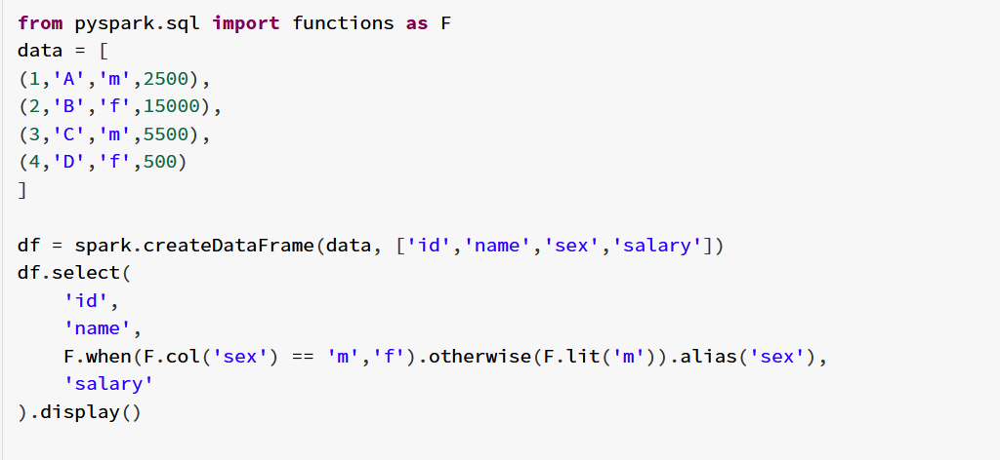 from pyspark.sql import functions as F
data = [
(1,'A','m',2500),
(2,'B','f',15000),
(3,'C','m',5500),
(4,'D','f',500)
]

df = spark.createDataFrame(data, ['id','name','sex','salary'])
df.select(
    'id',
    'name',
    F.when(F.col('sex') == 'm','f').otherwise(F.lit('m')).alias('sex'),
    'salary'
).display()